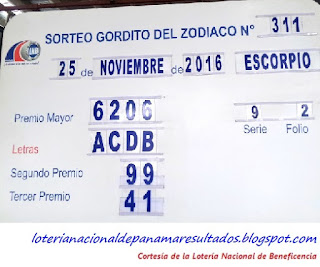 SORTEO GORDITO DEL ZODIACO Nº 311
25 de NOVIEMBRE de 2016 ESCORPIO
Premio Mayor 6206 9 2
Serie Folio
Letras ACDB
Segundo Premio 99
Tercer Premio 41
loterianacionaldepanamaresultados.blogspot.com
Cortesía de la Lotería Nacional de Beneficencia